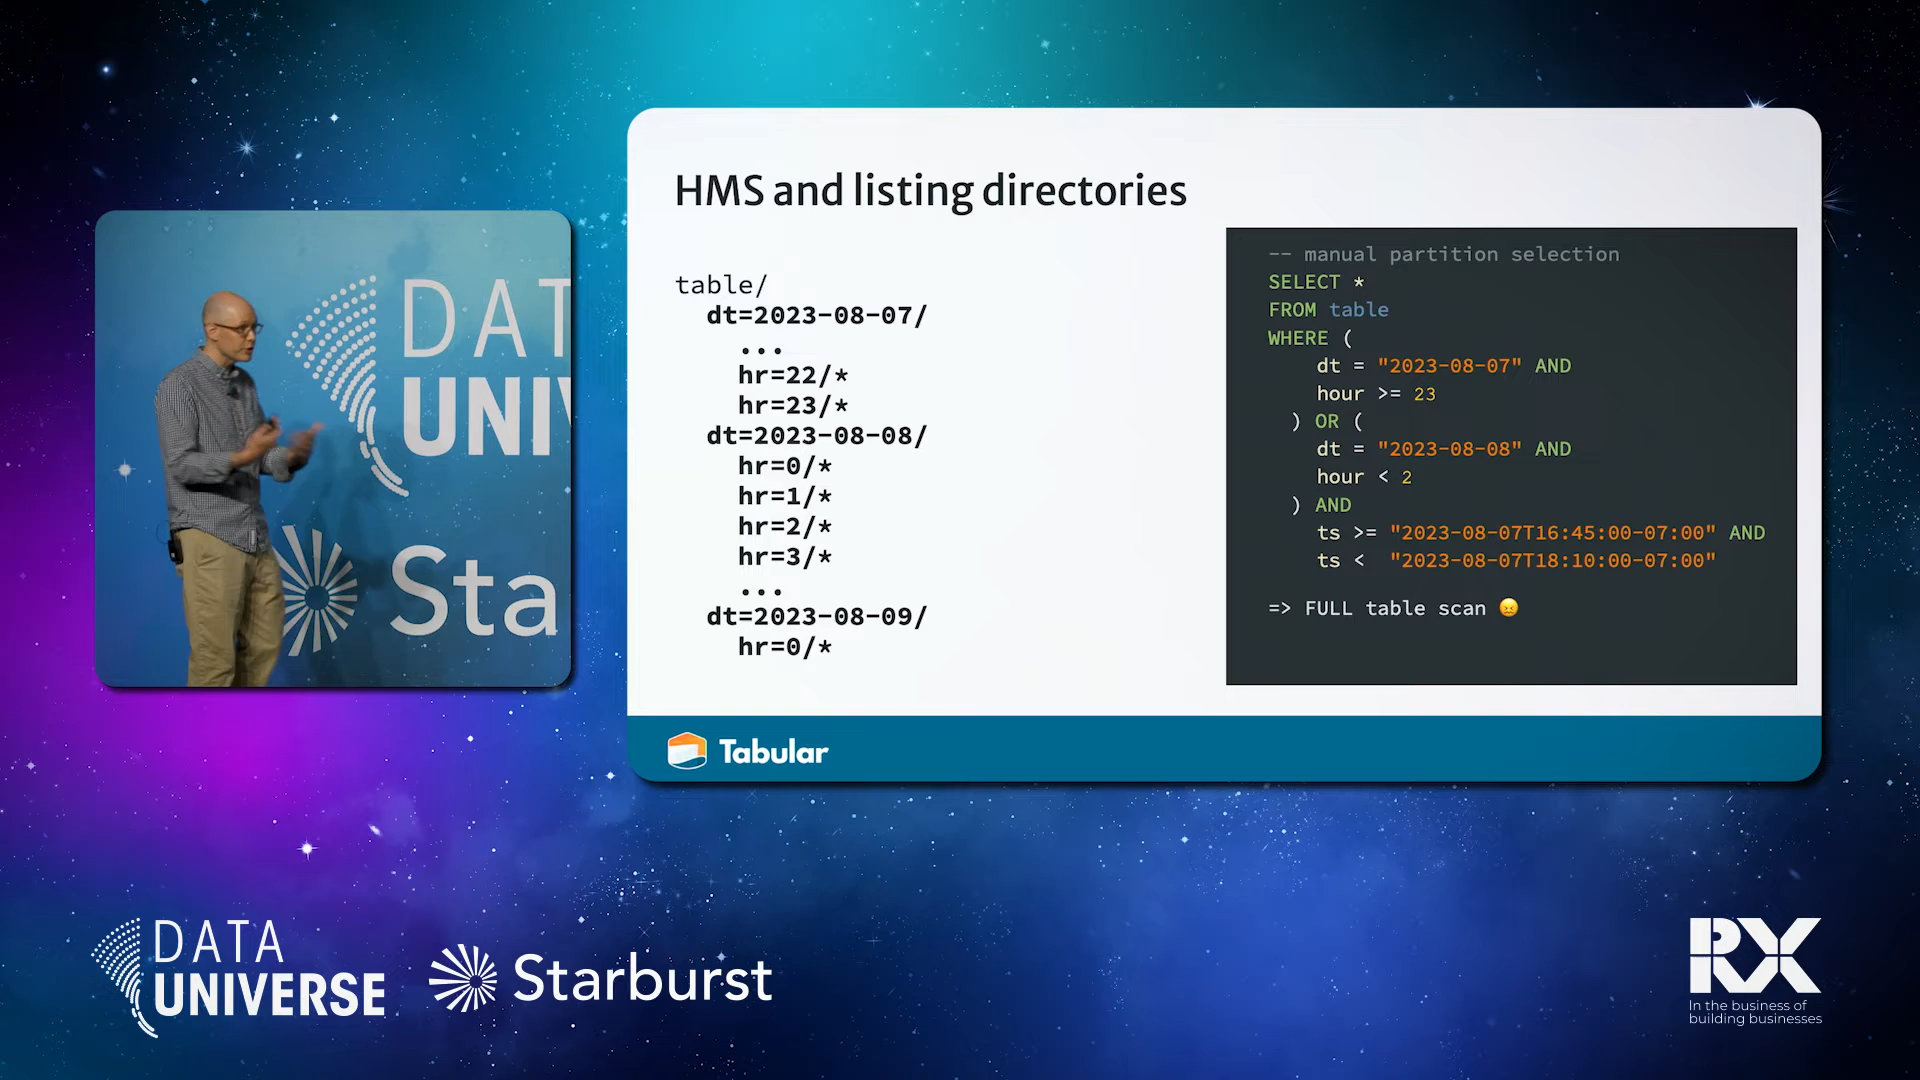 DAT
UNI
Sta
HMS and listing directories
table/
dt=2023-08-07/
...
hr=22/*
hr=23/*
dt=2023-08-08/
hr=0/*
hr=1/*
hr=2/*
hr=3/*
...
dt=2023-08-09/
hr=0/*
-- manual partition selection
SELECT *
FROM table
WHERE (
dt = "2023-08-07" AND
hour >= 23
) OR (
dt = "2023-08-08" AND
hour < 2
) AND
ts >= "2023-08-07T16:45:00-07:00" AND
ts < "2023-08-07T18:10:00-07:00"
=> FULL table scan 😖
Tabular
DATA
UNIVERSE
Starburst
RX
In the business of
building businesses